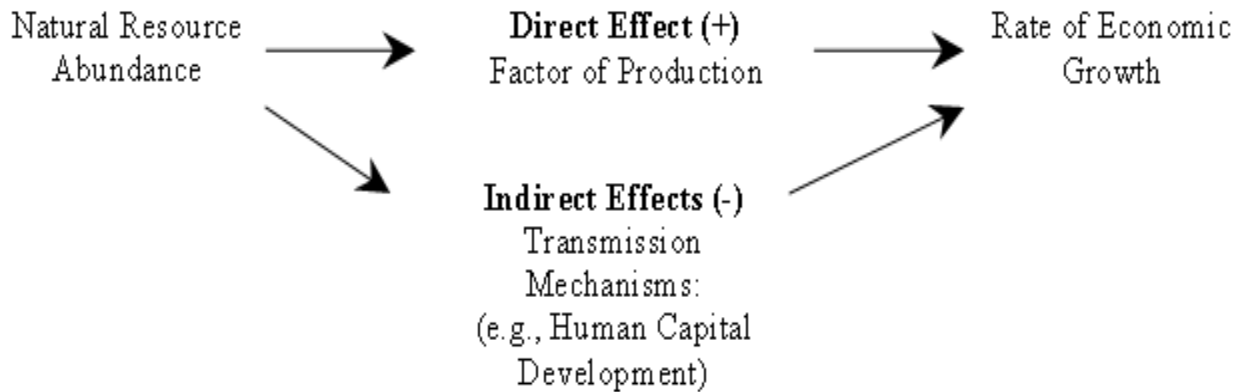 Natural Resource
Abundance
Direct Effect (+)
Factor of Production
Rate of Economic
Growth
Indirect Effects (-)
Transmission
Mechanisms:
(e.g., Human Capital
Development)